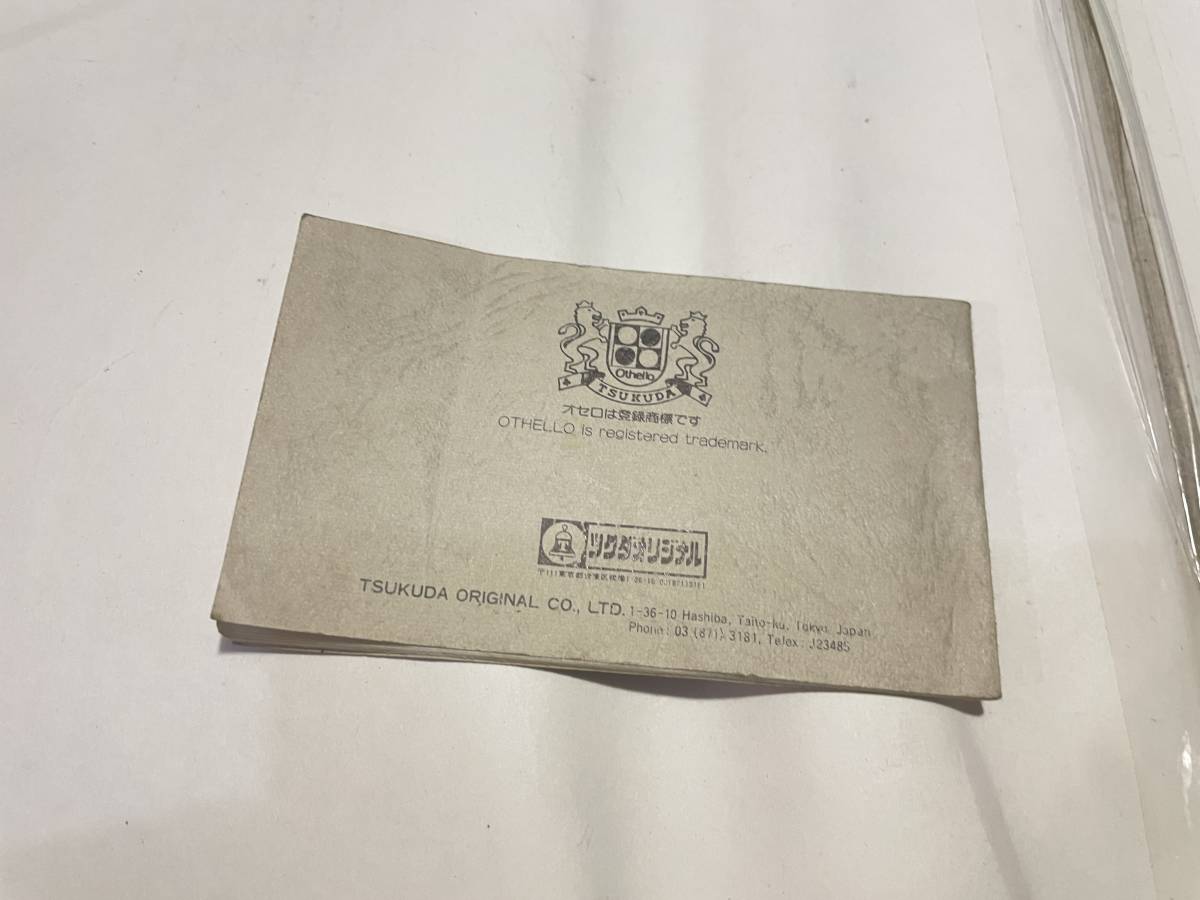 Othello
TSUKUDA
オセロは登録商標です
OTHELLO is registered trademark.
T
ツクダオリジナル
TSUKUDA ORIGINAL CO., LTD. 1-36-10 Hashiba, Taito-ku, Tokyo, Japan
Phone: 03 (871) 3181, Telex: J23485